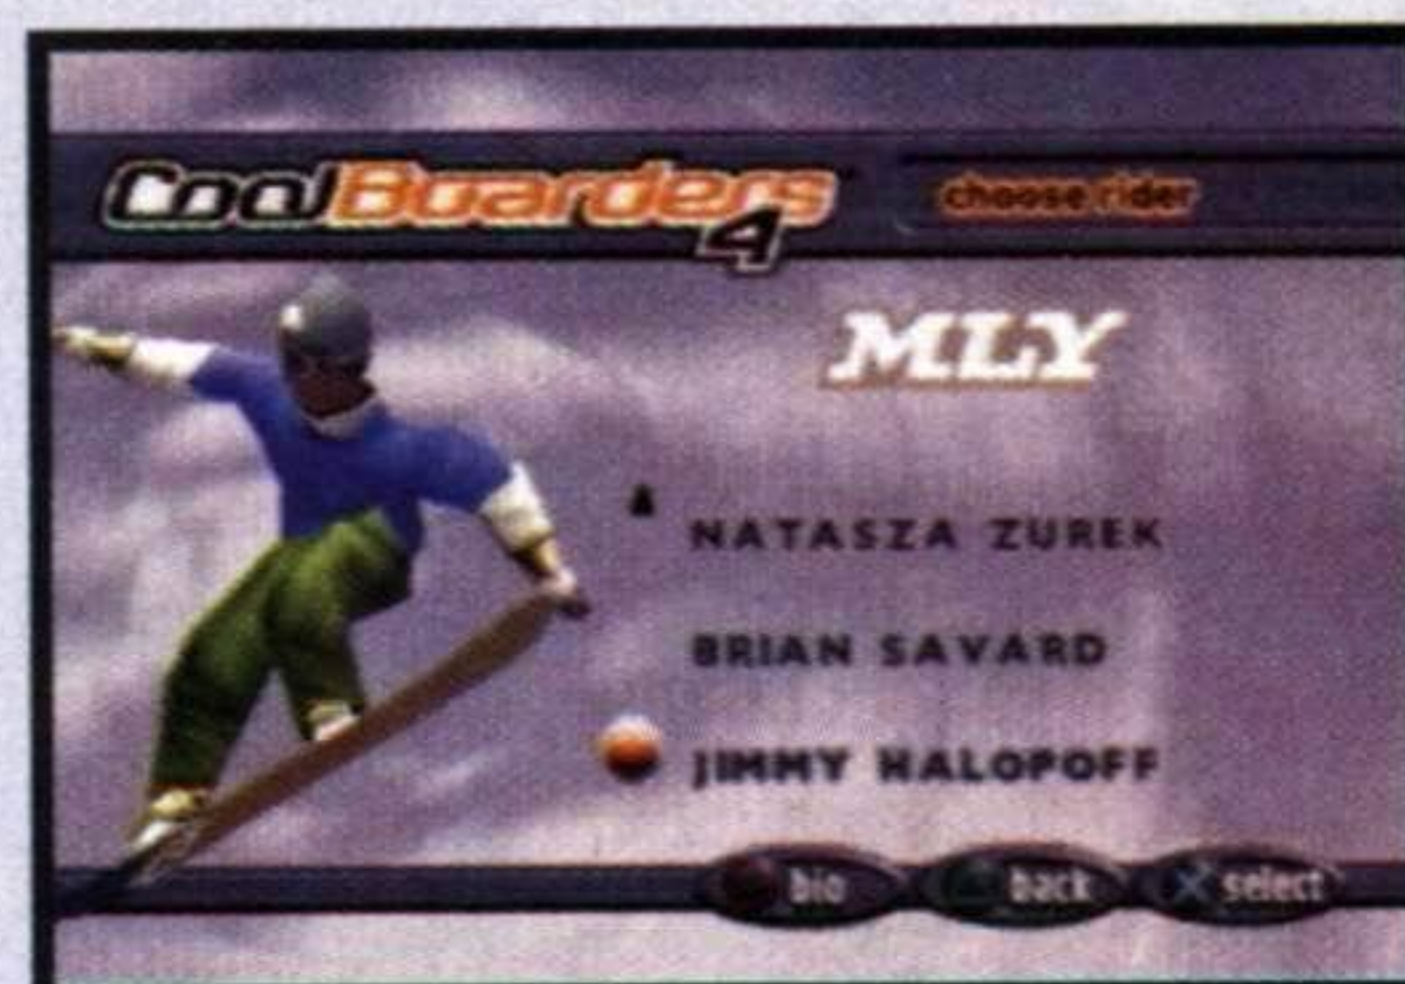 CoolBoarders 4
choose rider
MLY
NATASZA ZUREK
BRIAN SAVARD
JIMMY HALOPOFF
bio back select